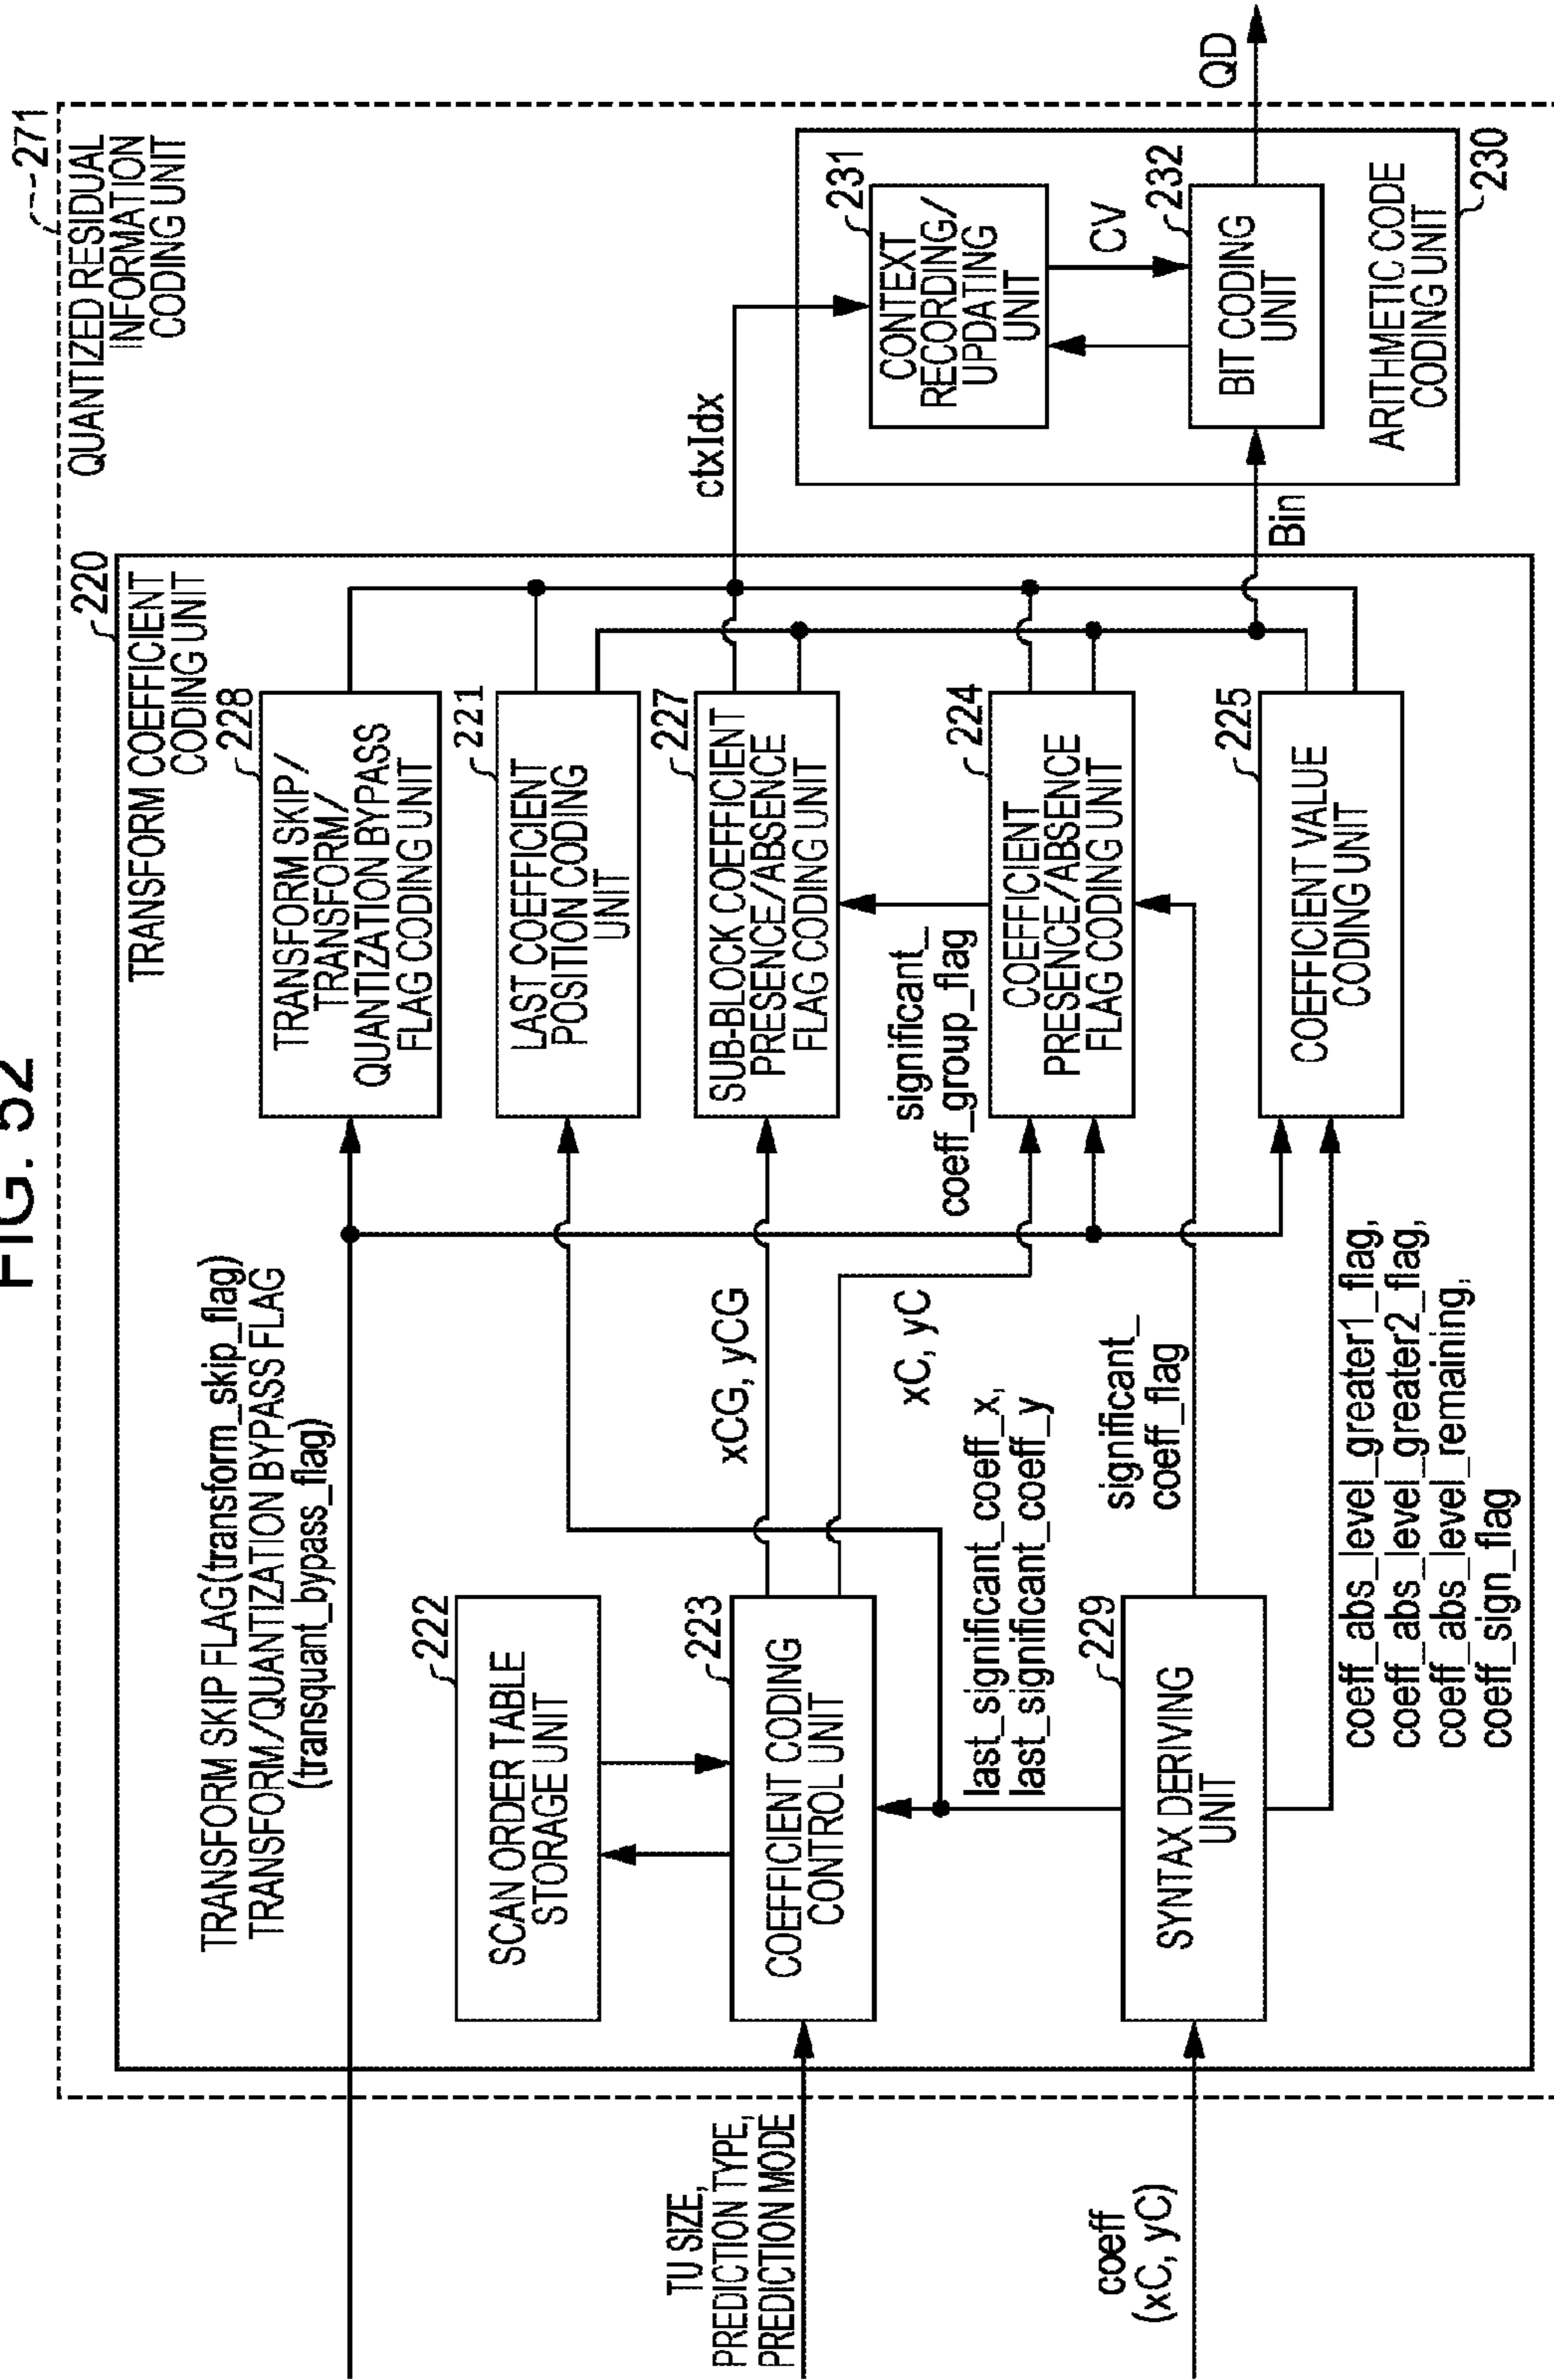 FIG. 52
271
QUANTIZED RESIDUAL
INFORMATION
CODING UNIT
220
TRANSFORM COEFFICIENT
CODING UNIT
TRANSFORM SKIP FLAG(transform_skip_flag)
TRANSFORM/QUANTIZATION BYPASS FLAG
(transquant_bypass_flag)
228
TRANSFORM SKIP/
TRANSFORM/
QUANTIZATION BYPASS
FLAG CODING UNIT
222
SCAN ORDER TABLE
STORAGE UNIT
221
LAST COEFFICIENT
POSITION CODING
UNIT
TU SIZE,
PREDICTION TYPE,
PREDICTION MODE
223
COEFFICIENT CODING
CONTROL UNIT
xCG, yCG
227
SUB-BLOCK COEFFICIENT
PRESENCE/ABSENCE
FLAG CODING UNIT
ctxIdx
231
CONTEXT
RECORDING/
UPDATING
UNIT
xC, yC
significant_
coeff_group_flag
last_significant_coeff_x,
last_significant_coeff_y
224
COEFFICIENT
PRESENCE/ABSENCE
FLAG CODING UNIT
CV
232
BIT CODING
UNIT
QD
coeff
(xC, yC)
229
SYNTAX DERIVING
UNIT
significant_
coeff_flag
225
COEFFICIENT VALUE
CODING UNIT
Bin
ARITHMETIC CODE
CODING UNIT
230
coeff_abs_level_greater1_flag,
coeff_abs_level_greater2_flag,
coeff_abs_level_remaining,
coeff_sign_flag